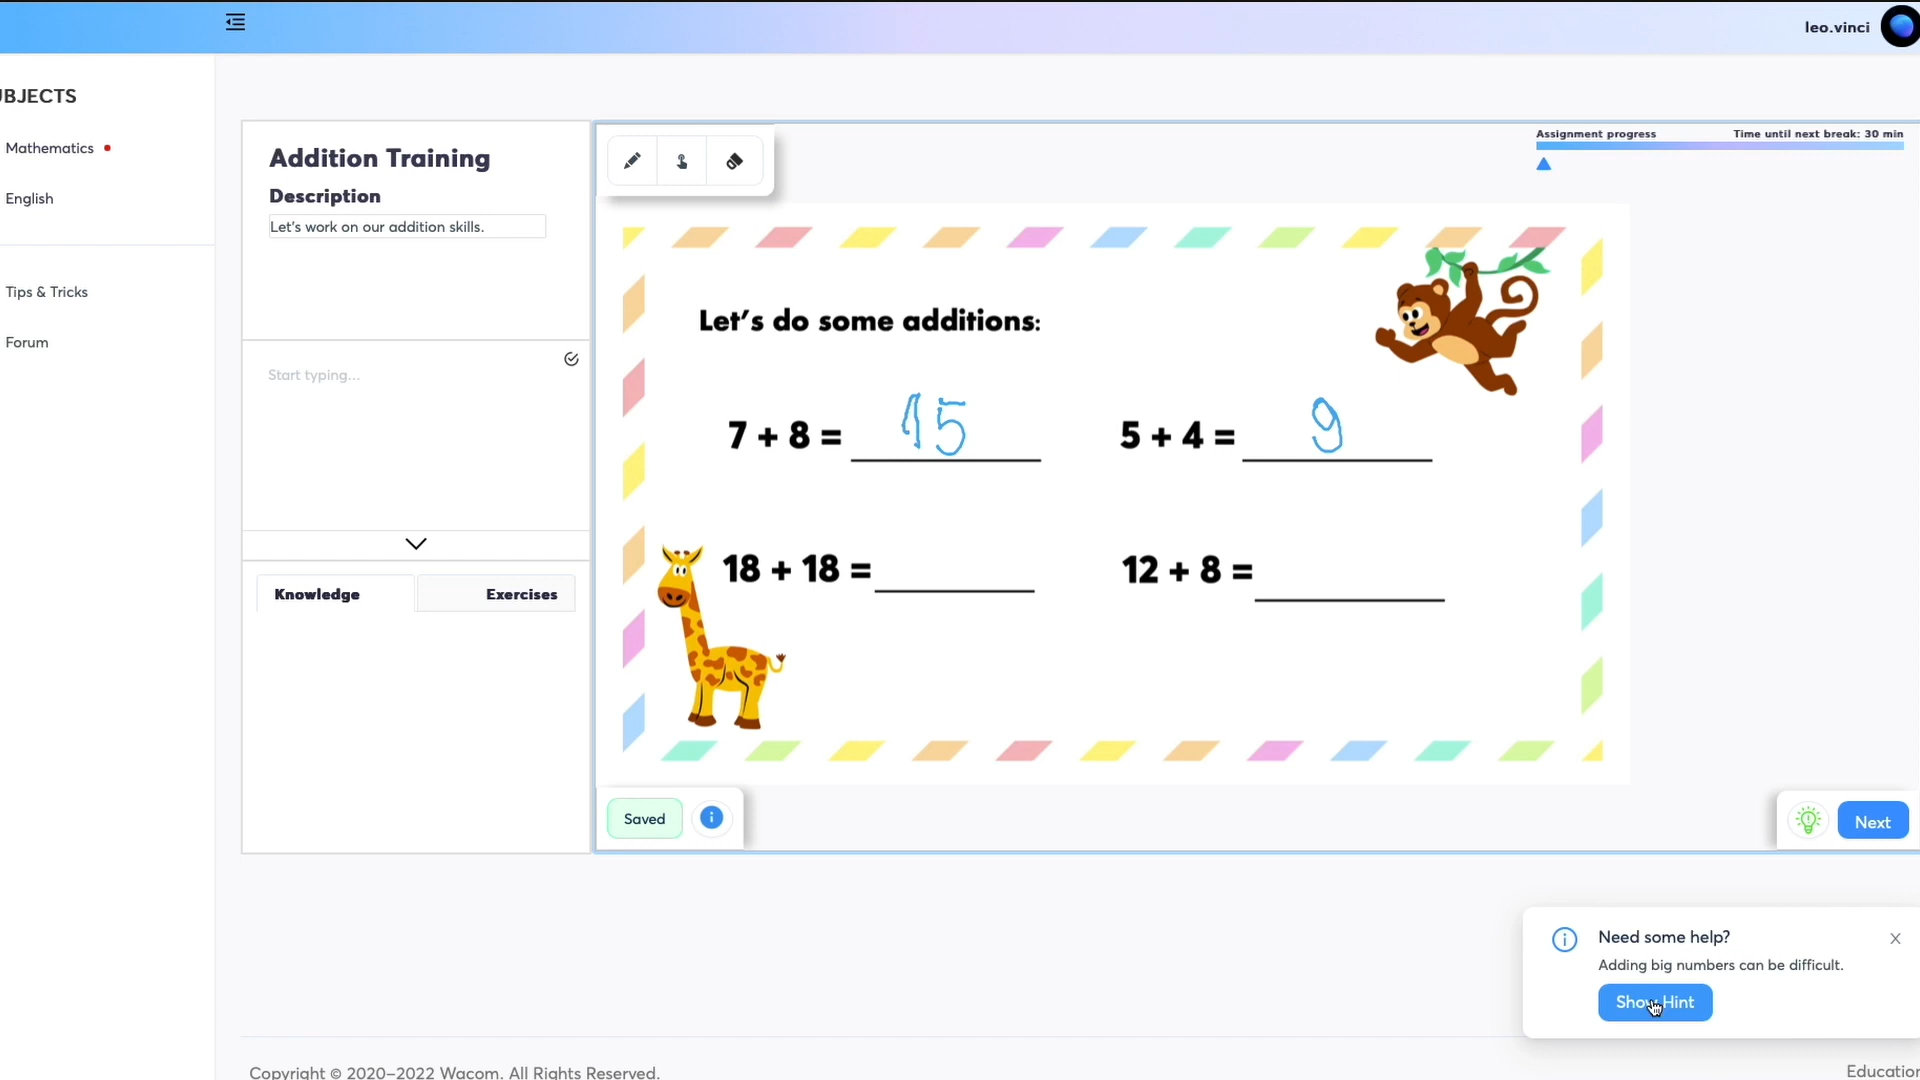 leo.vinci
UBJECTS
Mathematics
English
Tips & Tricks
Forum
Addition Training
Description
Let's work on our addition skills.
Start typing...
Knowledge
Exercises
Assignment progress
Time until next break: 30 min
Let's do some additions:
7 + 8 = 15
5 + 4 = 9
18 + 18 =
12 + 8 =
Saved
Next
Need some help?
Adding big numbers can be difficult.
Show Hint
Copyright © 2020–2022 Wacom. All Rights Reserved.
Education